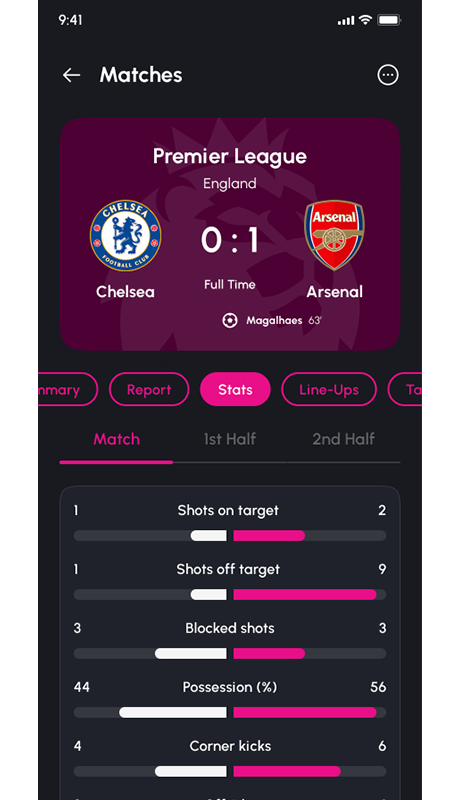 9:41
Matches
Premier League
England
CHELSEA
FOOTBALL CLUB
Arsenal
0 : 1
Full Time
Chelsea
Arsenal
Magalhaes 63'
mmary
Report
Stats
Line-Ups
Ta
Match
1st Half
2nd Half
1 Shots on target 2
1 Shots off target 9
3 Blocked shots 3
44 Possession (%) 56
4 Corner kicks 6